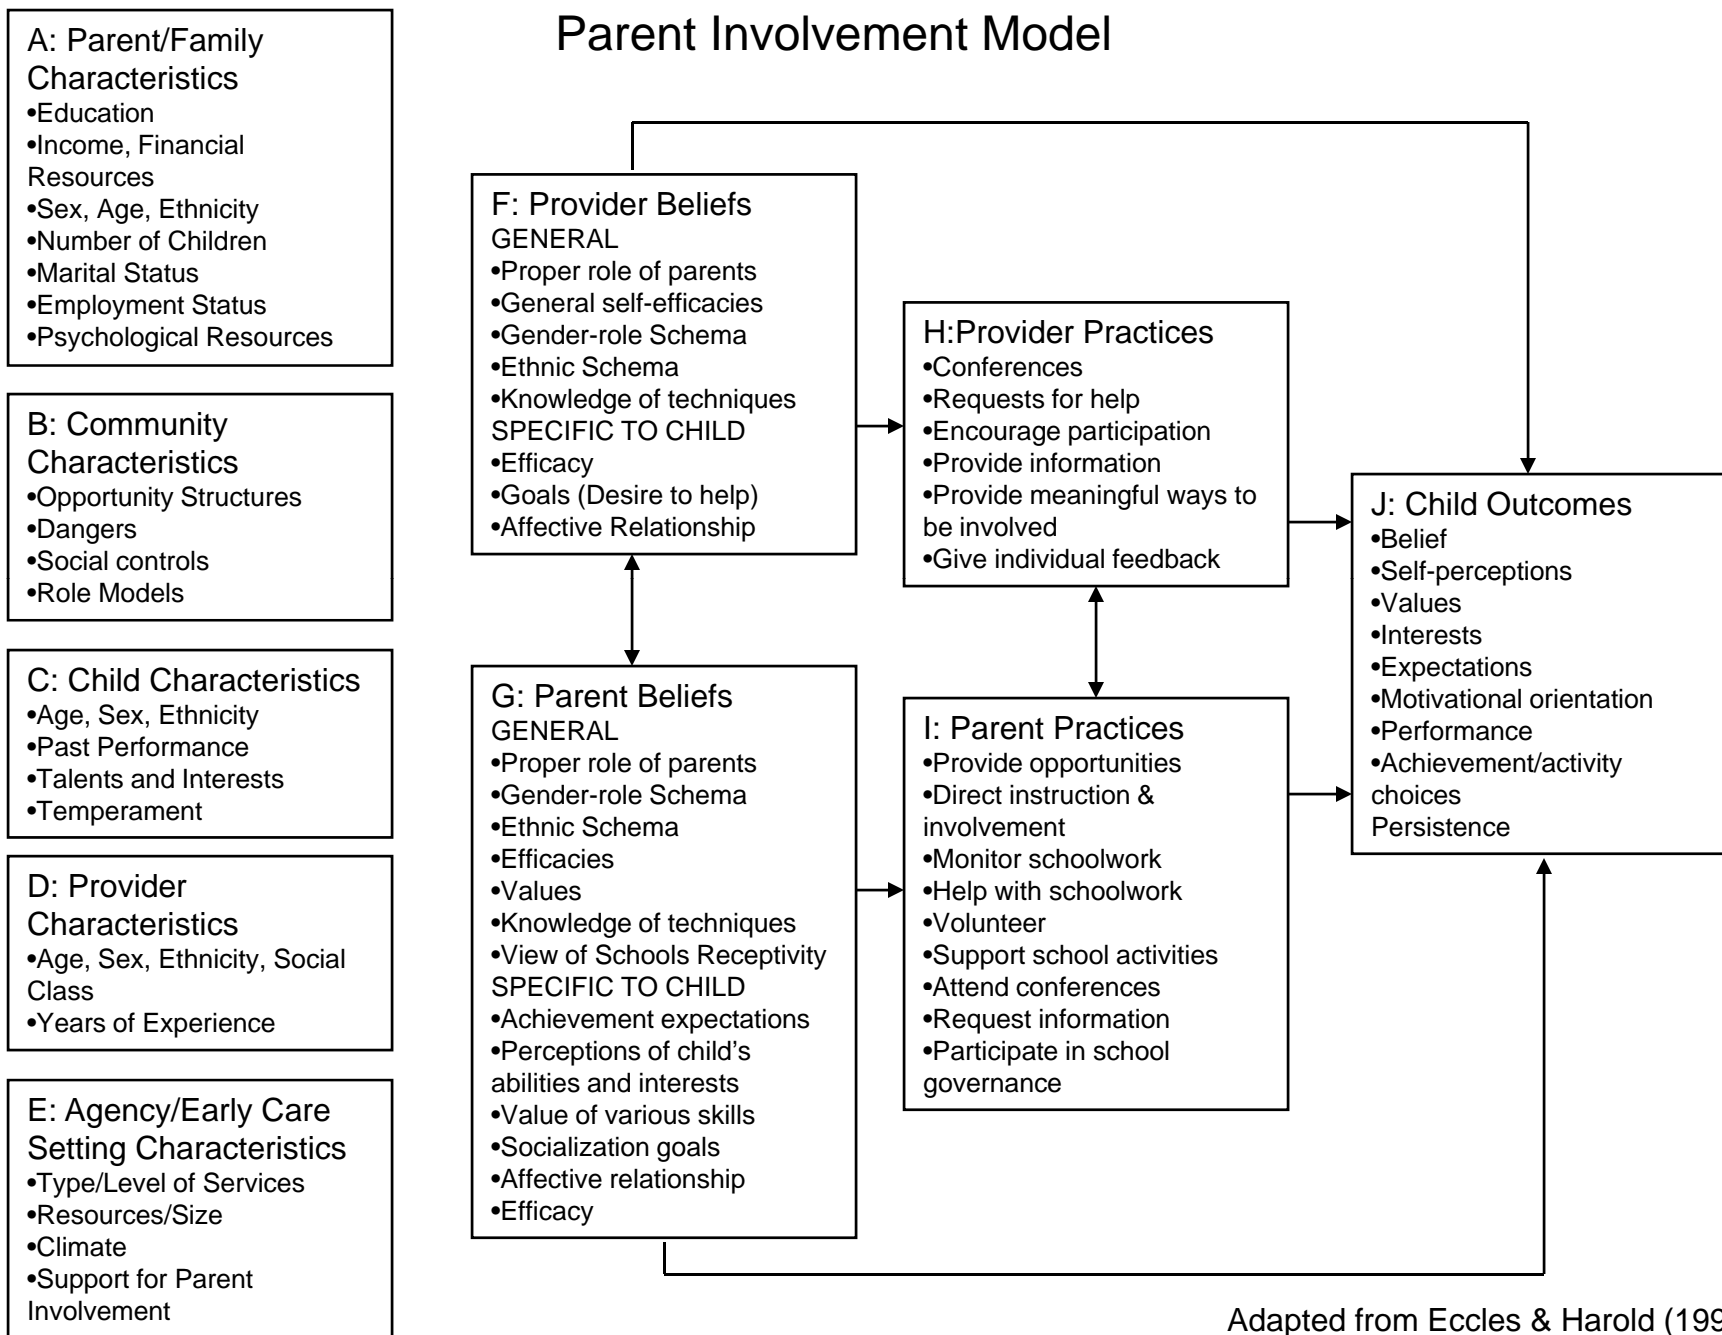 Parent Involvement Model
A: Parent/Family
Characteristics
•Education
•Income, Financial
Resources
•Sex, Age, Ethnicity
•Number of Children
•Marital Status
•Employment Status
•Psychological Resources
B: Community
Characteristics
•Opportunity Structures
•Dangers
•Social controls
•Role Models
C: Child Characteristics
•Age, Sex, Ethnicity
•Past Performance
•Talents and Interests
•Temperament
D: Provider
Characteristics
•Age, Sex, Ethnicity, Social
Class
•Years of Experience
E: Agency/Early Care
Setting Characteristics
•Type/Level of Services
•Resources/Size
•Climate
•Support for Parent
Involvement
F: Provider Beliefs
GENERAL
•Proper role of parents
•General self-efficacies
•Gender-role Schema
•Ethnic Schema
•Knowledge of techniques
SPECIFIC TO CHILD
•Efficacy
•Goals (Desire to help)
•Affective Relationship
G: Parent Beliefs
GENERAL
•Proper role of parents
•Gender-role Schema
•Ethnic Schema
•Efficacies
•Values
•Knowledge of techniques
•View of Schools Receptivity
SPECIFIC TO CHILD
•Achievement expectations
•Perceptions of child’s
abilities and interests
•Value of various skills
•Socialization goals
•Affective relationship
•Efficacy
H:Provider Practices
•Conferences
•Requests for help
•Encourage participation
•Provide information
•Provide meaningful ways to
be involved
•Give individual feedback
I: Parent Practices
•Provide opportunities
•Direct instruction &
involvement
•Monitor schoolwork
•Help with schoolwork
•Volunteer
•Support school activities
•Attend conferences
•Request information
•Participate in school
governance
J: Child Outcomes
•Belief
•Self-perceptions
•Values
•Interests
•Expectations
•Motivational orientation
•Performance
•Achievement/activity
choices
Persistence
Adapted from Eccles & Harold (199